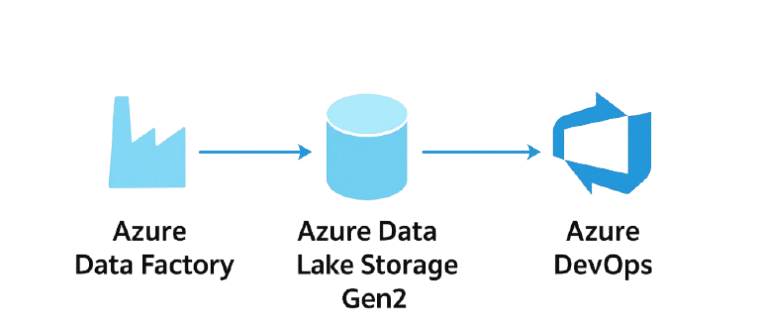 Azure
Data Factory
Azure Data
Lake Storage
Gen2
Azure
DevOps